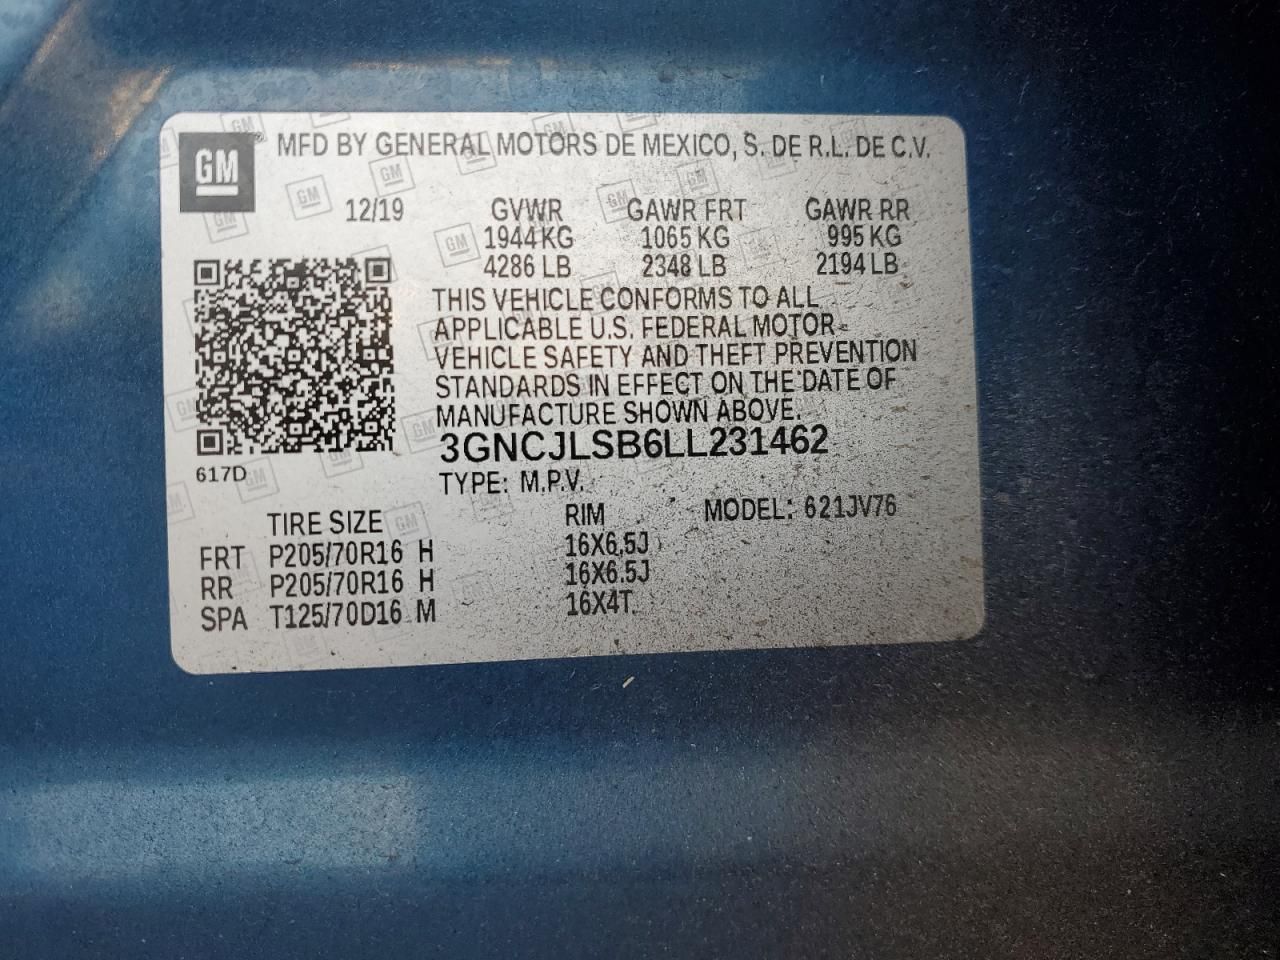 GM MFD BY GENERAL MOTORS DE MEXICO, S. DE R.L. DE C.V.
12/19 GVWR GAWR FRT GAWR RR
1944 KG 1065 KG 995 KG
4286 LB 2348 LB 2194 LB
THIS VEHICLE CONFORMS TO ALL
APPLICABLE U.S. FEDERAL MOTOR
VEHICLE SAFETY AND THEFT PREVENTION
STANDARDS IN EFFECT ON THE DATE OF
MANUFACTURE SHOWN ABOVE.
3GNCJLSB6LL231462
617D
TYPE: M.P.V.
TIRE SIZE RIM MODEL: 621JV76
FRT P205/70R16 H 16X6.5J
RR P205/70R16 H 16X6.5J
SPA T125/70D16 M 16X4T